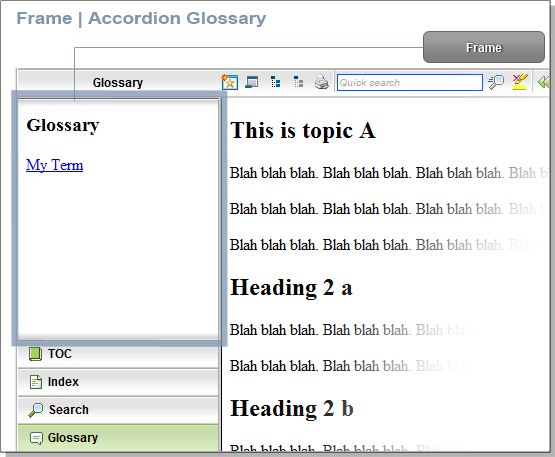 Frame | Accordion Glossary
Frame
Glossary
Quick search
Glossary
My Term
This is topic A
Blah blah blah. Blah blah blah. Blah blah blah. Blah b
Blah blah blah. Blah blah blah. Blah blah blah. Blah b
Blah blah blah. Blah blah blah. Blah blah blah. Blah b
Heading 2 a
Blah blah blah. Blah blah blah. Blah blah
Blah blah blah. Blah blah blah. Blah blah
Heading 2 b
Blah blah blah. Blah blah blah. Blah blah
TOC
Index
Search
Glossary